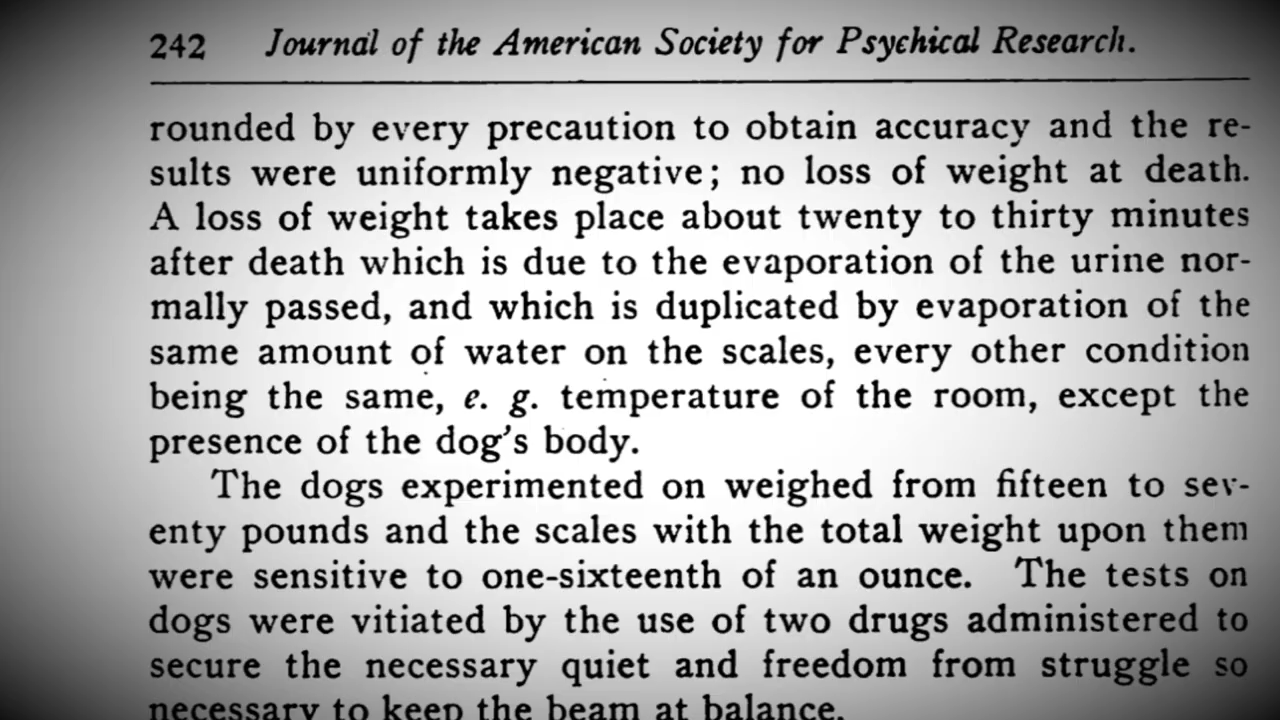 242 Journal of the American Society for Psychical Research.
rounded by every precaution to obtain accuracy and the re-
sults were uniformly negative; no loss of weight at death.
A loss of weight takes place about twenty to thirty minutes
after death which is due to the evaporation of the urine nor-
mally passed, and which is duplicated by evaporation of the
same amount of water on the scales, every other condition
being the same, e. g. temperature of the room, except the
presence of the dog's body.
The dogs experimented on weighed from fifteen to sev-
enty pounds and the scales with the total weight upon them
were sensitive to one-sixteenth of an ounce. The tests on
dogs were vitiated by the use of two drugs administered to
secure the necessary quiet and freedom from struggle so
necessary to keep the beam at balance.